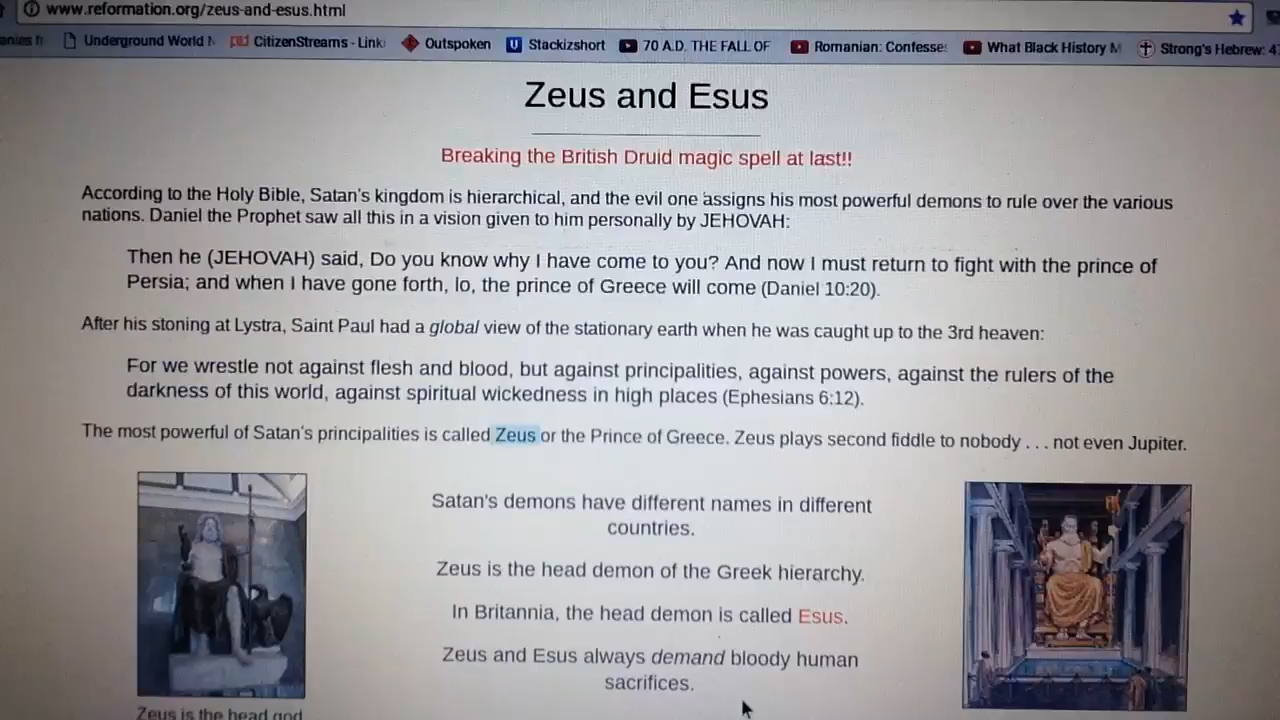 www.reformation.org/zeus-and-esus.html
Underground World
CitizenStreams - Link
Outspoken
Stackizshort
70 A.D. THE FALL OF
Romanian: Confesse
What Black History M
Strong's Hebrew: 4
Zeus and Esus
Breaking the British Druid magic spell at last!!
According to the Holy Bible, Satan's kingdom is hierarchical, and the evil one assigns his most powerful demons to rule over the various
nations. Daniel the Prophet saw all this in a vision given to him personally by JEHOVAH:
Then he (JEHOVAH) said, Do you know why I have come to you? And now I must return to fight with the prince of
Persia; and when I have gone forth, lo, the prince of Greece will come (Daniel 10:20).
After his stoning at Lystra, Saint Paul had a global view of the stationary earth when he was caught up to the 3rd heaven:
For we wrestle not against flesh and blood, but against principalities, against powers, against the rulers of the
darkness of this world, against spiritual wickedness in high places (Ephesians 6:12).
The most powerful of Satan's principalities is called Zeus or the Prince of Greece. Zeus plays second fiddle to nobody . . . not even Jupiter.
Satan's demons have different names in different
countries.
Zeus is the head demon of the Greek hierarchy.
In Britannia, the head demon is called Esus.
Zeus and Esus always demand bloody human
sacrifices.
Zeus is the head god